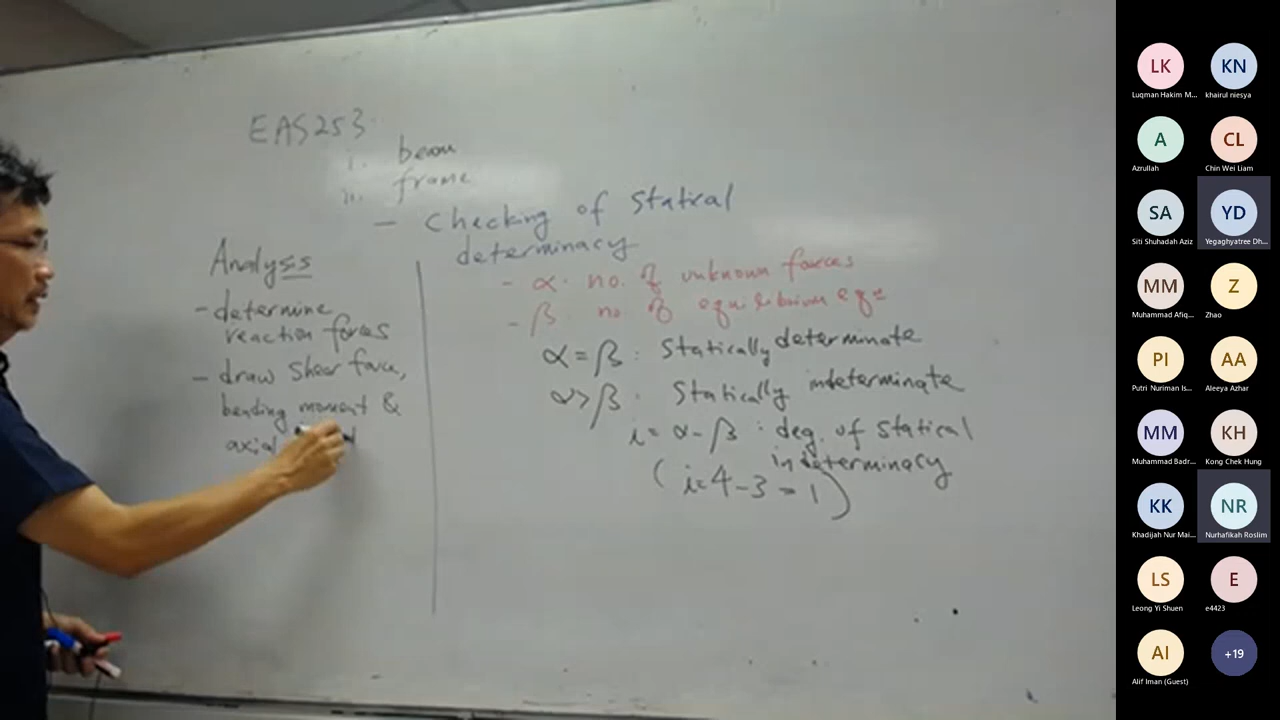 EAS253
i. beam
ii. frame
- Checking of Statical
determinacy
- α: no. of unknown forces
- β: no of equilibrium eqs
α = β : Statically determinate
α > β : Statically indeterminate
i = α - β : deg. of Statical
indeterminacy
( i = 4 - 3 = 1 )
Analysis
- determine
reaction forces
- draw Shear force,
bending moment &
axial
LK
Luqman Hakim M...
KN
khairul niesya
A
Azrullah
CL
Chin Wei Liam
SA
Siti Shuhadah Aziz
YD
Yegaghyatree Dh...
MM
Muhammad Afiq...
Z
Zhao
PI
Putri Nuriman Is...
AA
Aleeya Azhar
MM
Muhammad Badr...
KH
Kong Chek Hung
KK
Khadijah Nur Mai...
NR
Nurhafikah Roslim
LS
Leong Yi Shuen
E
e4423
AI
Alif Iman (Guest)
+19